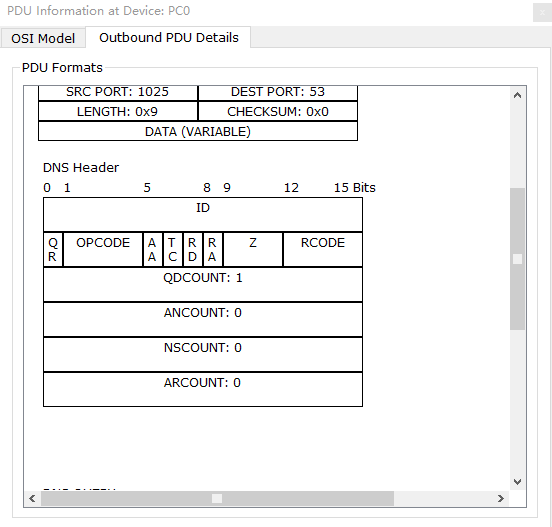 PDU Information at Device: PC0
OSI Model Outbound PDU Details
PDU Formats
SRC PORT: 1025 DEST PORT: 53
LENGTH: 0x9 CHECKSUM: 0x0
DATA (VARIABLE)
DNS Header
0 1 5 8 9 12 15 Bits
ID
QR OPCODE AA TC RD RA Z RCODE
QDCOUNT: 1
ANCOUNT: 0
NSCOUNT: 0
ARCOUNT: 0